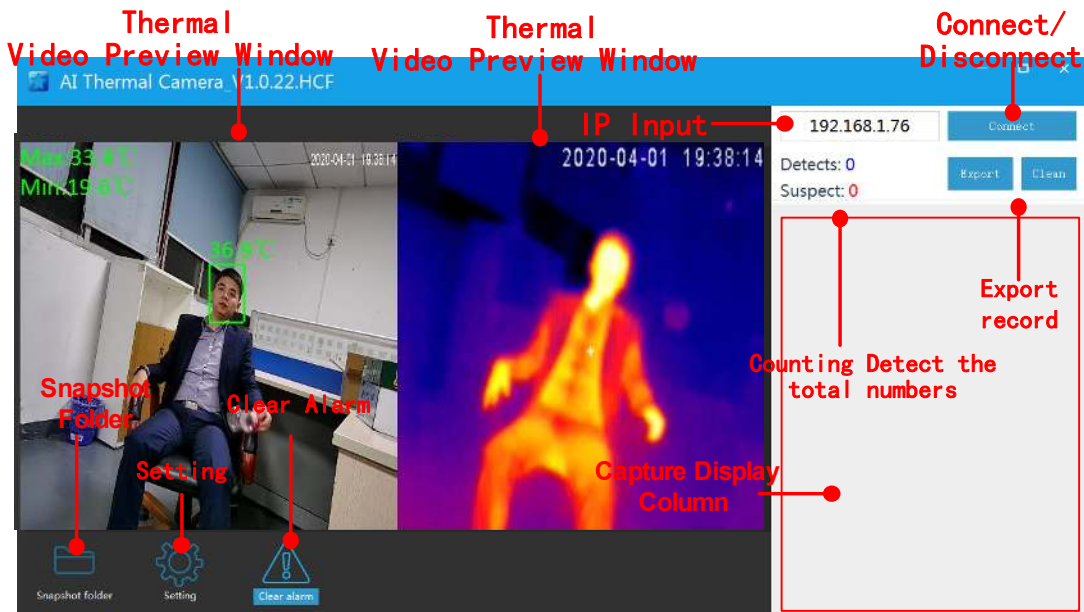 Thermal
Video Preview Window
Thermal
Video Preview Window
Connect/
Disconnect
AI Thermal Camera_V1.0.22.HCF
IP Input
192.168.1.76
Connect
Max:33.4℃
Min:19.6℃
2020-04-01 19:38:14
2020-04-01 19:38:14
Detects: 0
Suspect: 0
Export
Clean
36.5℃
Export
record
Counting Detect the
total numbers
Snapshot
Folder
Clear Alarm
Setting
Capture Display
Column
Snapshot folder
Setting
Clear alarm